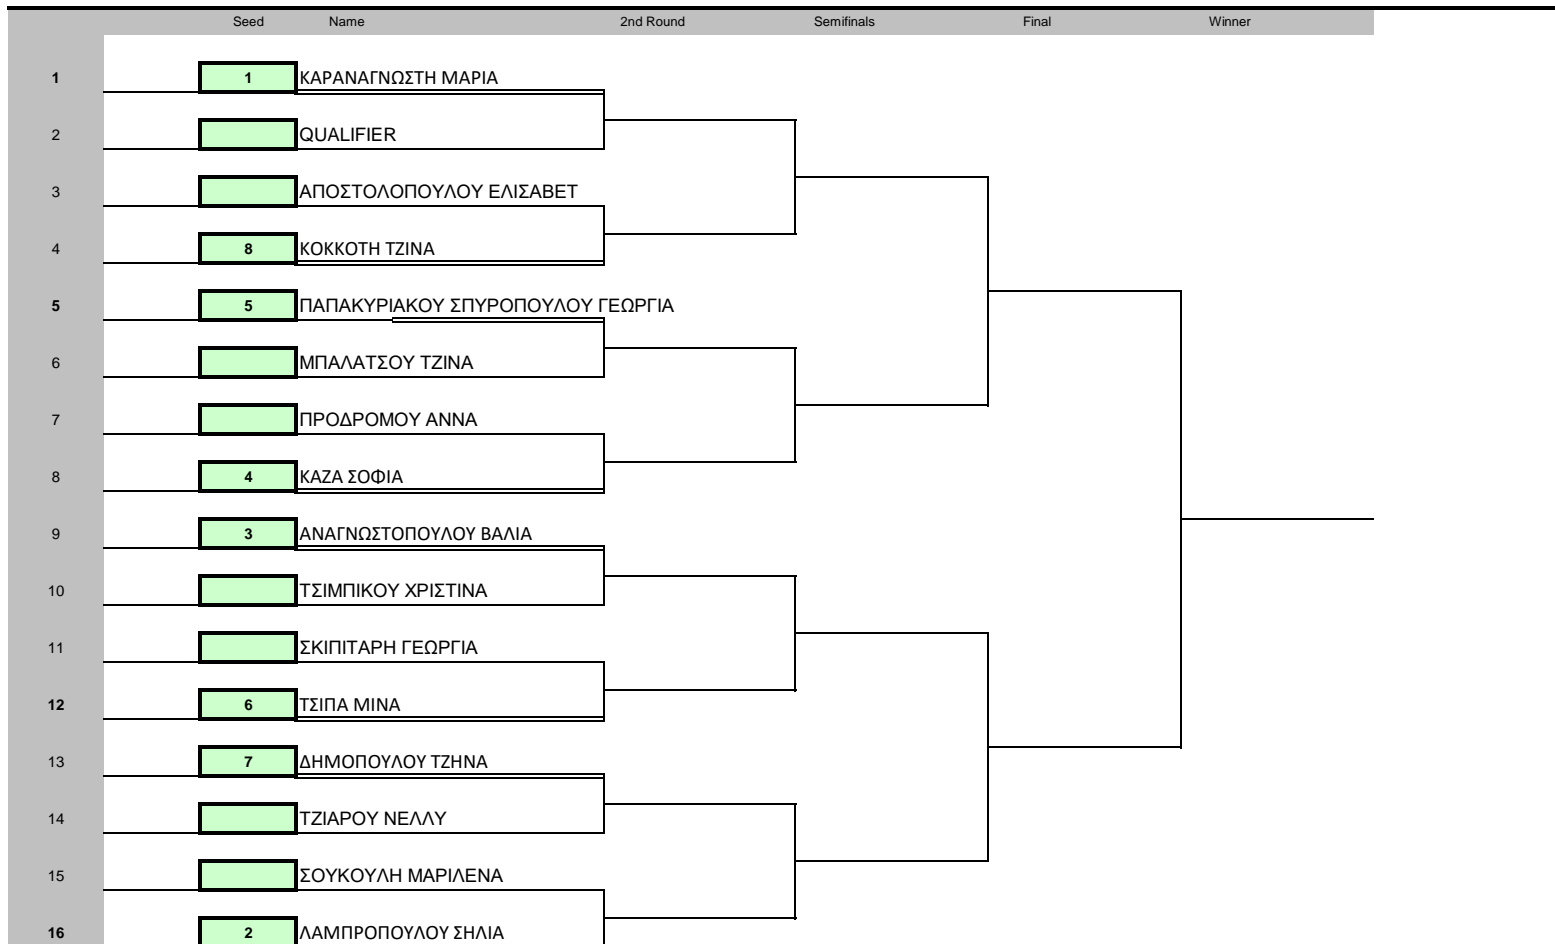 Seed Name 2nd Round Semifinals Final Winner
1 1 ΚΑΡΑΝΑΓΝΩΣΤΗ ΜΑΡΙΑ
2 QUALIFIER
3 ΑΠΟΣΤΟΛΟΠΟΥΛΟΥ ΕΛΙΣΑΒΕΤ
4 8 ΚΟΚΚΟΤΗ ΤΖΙΝΑ
5 5 ΠΑΠΑΚΥΡΙΑΚΟΥ ΣΠΥΡΟΠΟΥΛΟΥ ΓΕΩΡΓΙΑ
6 ΜΠΑΛΑΤΣΟΥ ΤΖΙΝΑ
7 ΠΡΟΔΡΟΜΟΥ ΑΝΝΑ
8 4 ΚΑΖΑ ΣΟΦΙΑ
9 3 ΑΝΑΓΝΩΣΤΟΠΟΥΛΟΥ ΒΑΛΙΑ
10 ΤΣΙΜΠΙΚΟΥ ΧΡΙΣΤΙΝΑ
11 ΣΚΙΠΙΤΑΡΗ ΓΕΩΡΓΙΑ
12 6 ΤΣΙΠΑ ΜΙΝΑ
13 7 ΔΗΜΟΠΟΥΛΟΥ ΤΖΗΝΑ
14 ΤΖΙΑΡΟΥ ΝΕΛΛΥ
15 ΣΟΥΚΟΥΛΗ ΜΑΡΙΛΕΝΑ
16 2 ΛΑΜΠΡΟΠΟΥΛΟΥ ΣΗΛΙΑ